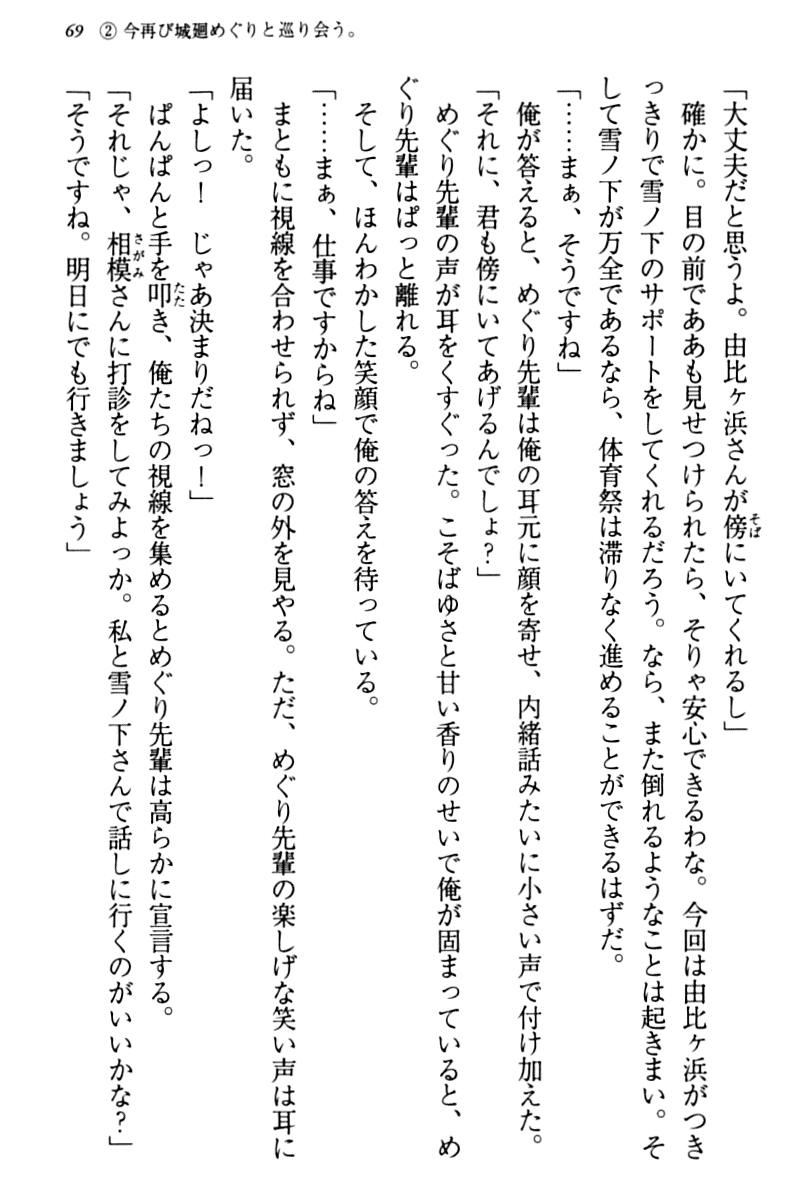 69 ② 今再び城廻めぐりと巡り会う。
「大丈夫だと思うよ。由比ヶ浜さんが傍にいてくれるし」
確かに。目の前でああも見せつけられたら、そりゃ安心できるわな。今回は由比ヶ浜がつき
っきりで雪ノ下のサポートをしてくれるだろう。なら、また倒れるようなことは起きまい。そ
して雪ノ下が万全であるなら、体育祭は滞りなく進めることができるはずだ。
「……まぁ、そうですね」
俺が答えると、めぐり先輩は俺の耳元に顔を寄せ、内緒話みたいに小さい声で付け加えた。
「それに、君も傍にいてあげるんでしょ？」
めぐり先輩の声が耳をくすぐった。こそばゆさと甘い香りのせいで俺が固まっていると、め
ぐり先輩はぱっと離れる。
そして、ほんわかした笑顔で俺の答えを待っている。
「……まぁ、仕事ですからね」
まともに視線を合わせられず、窓の外を見やる。ただ、めぐり先輩の楽しげな笑い声は耳に
届いた。
「よしっ！　じゃあ決まりだねっ！」
ぱんぱんと手を叩き、俺たちの視線を集めるとめぐり先輩は高らかに宣言する。
「それじゃ、相模さんに打診をしてみよっか。私と雪ノ下さんで話しに行くのがいいかな？」
「そうですね。明日にでも行きましょう」